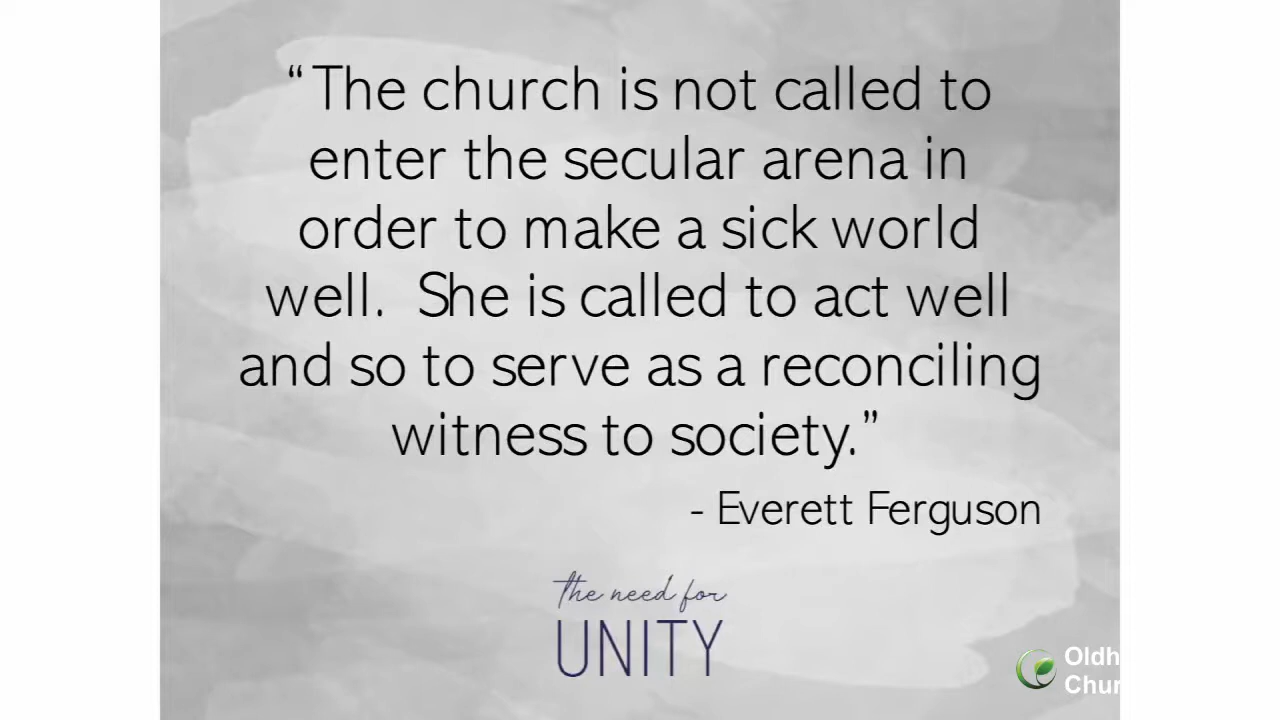 “The church is not called to
enter the secular arena in
order to make a sick world
well. She is called to act well
and so to serve as a reconciling
witness to society.”
- Everett Ferguson
the need for
UNITY